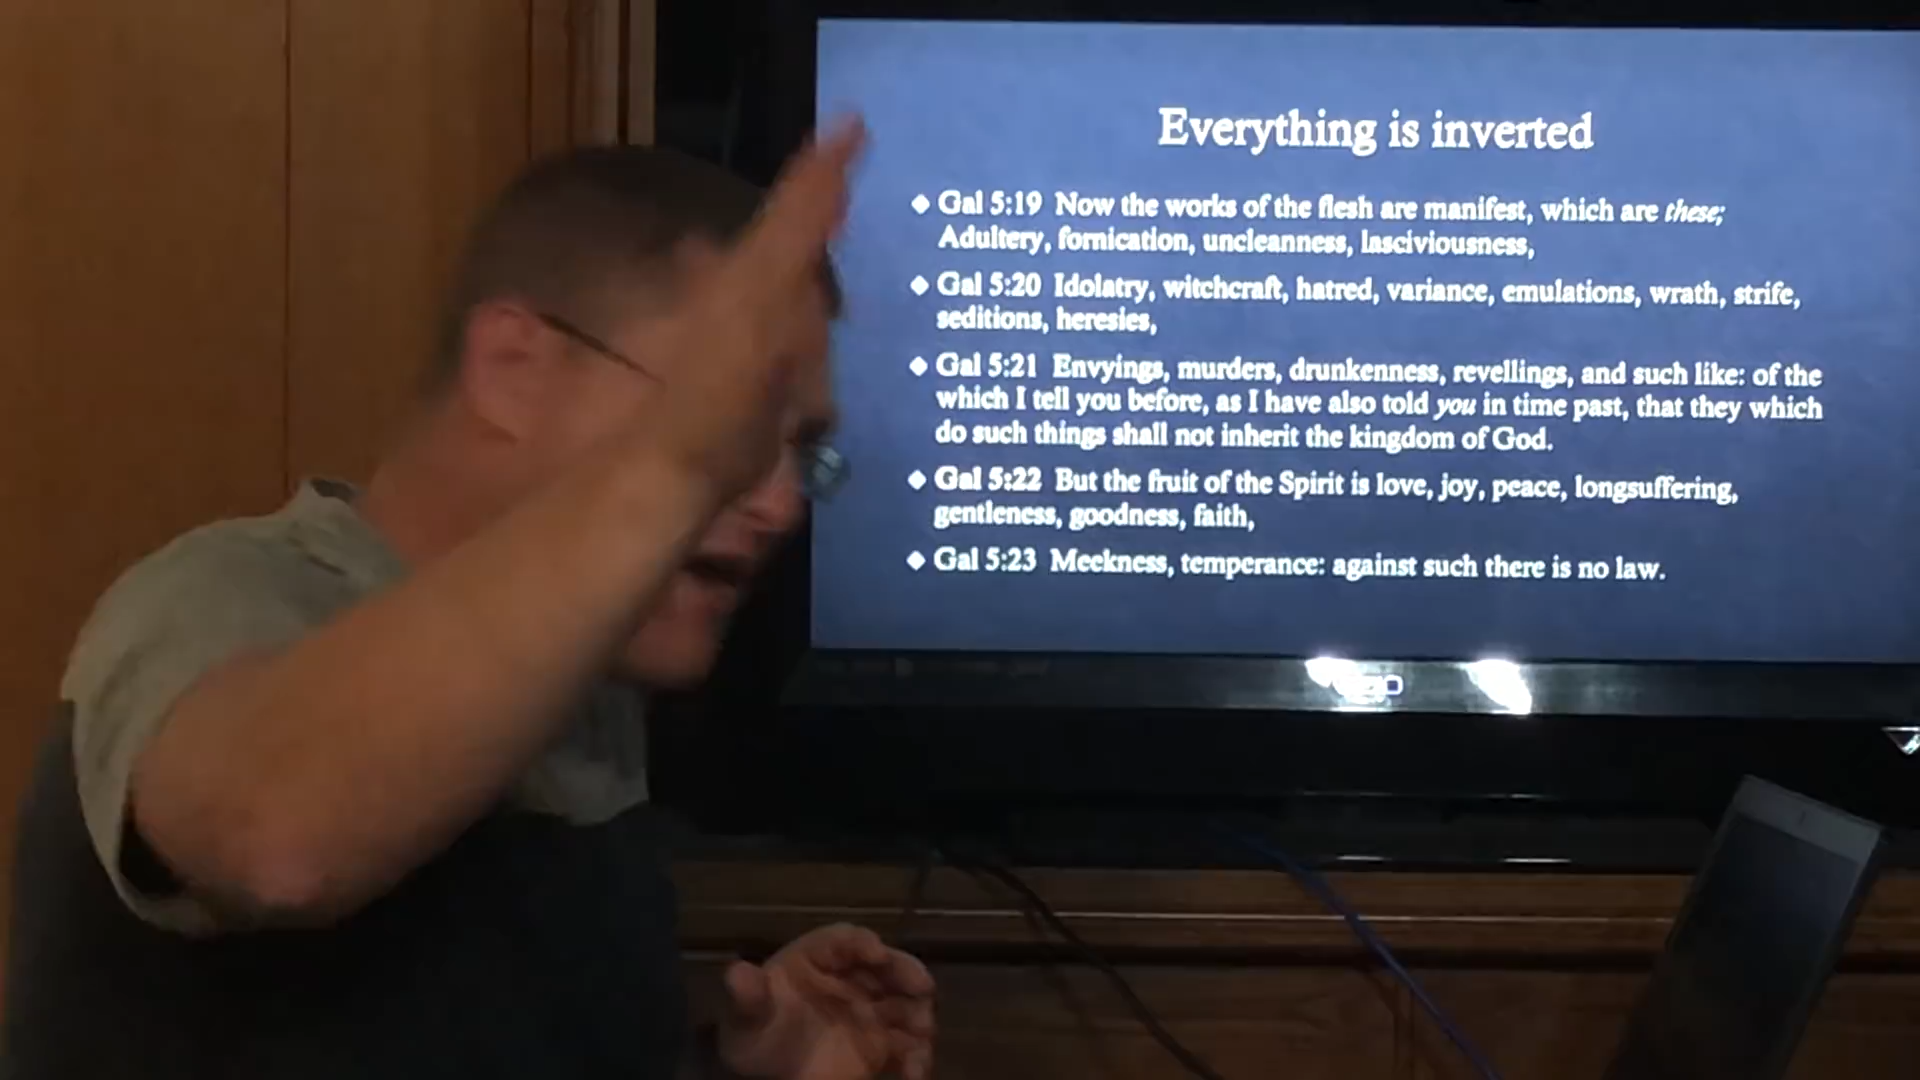 Everything is inverted
◆ Gal 5:19 Now the works of the flesh are manifest, which are these;
Adultery, fornication, uncleanness, lasciviousness,
◆ Gal 5:20 Idolatry, witchcraft, hatred, variance, emulations, wrath, strife,
seditions, heresies,
◆ Gal 5:21 Envyings, murders, drunkenness, revellings, and such like: of the
which I tell you before, as I have also told you in time past, that they which
do such things shall not inherit the kingdom of God.
◆ Gal 5:22 But the fruit of the Spirit is love, joy, peace, longsuffering,
gentleness, goodness, faith,
◆ Gal 5:23 Meekness, temperance: against such there is no law.